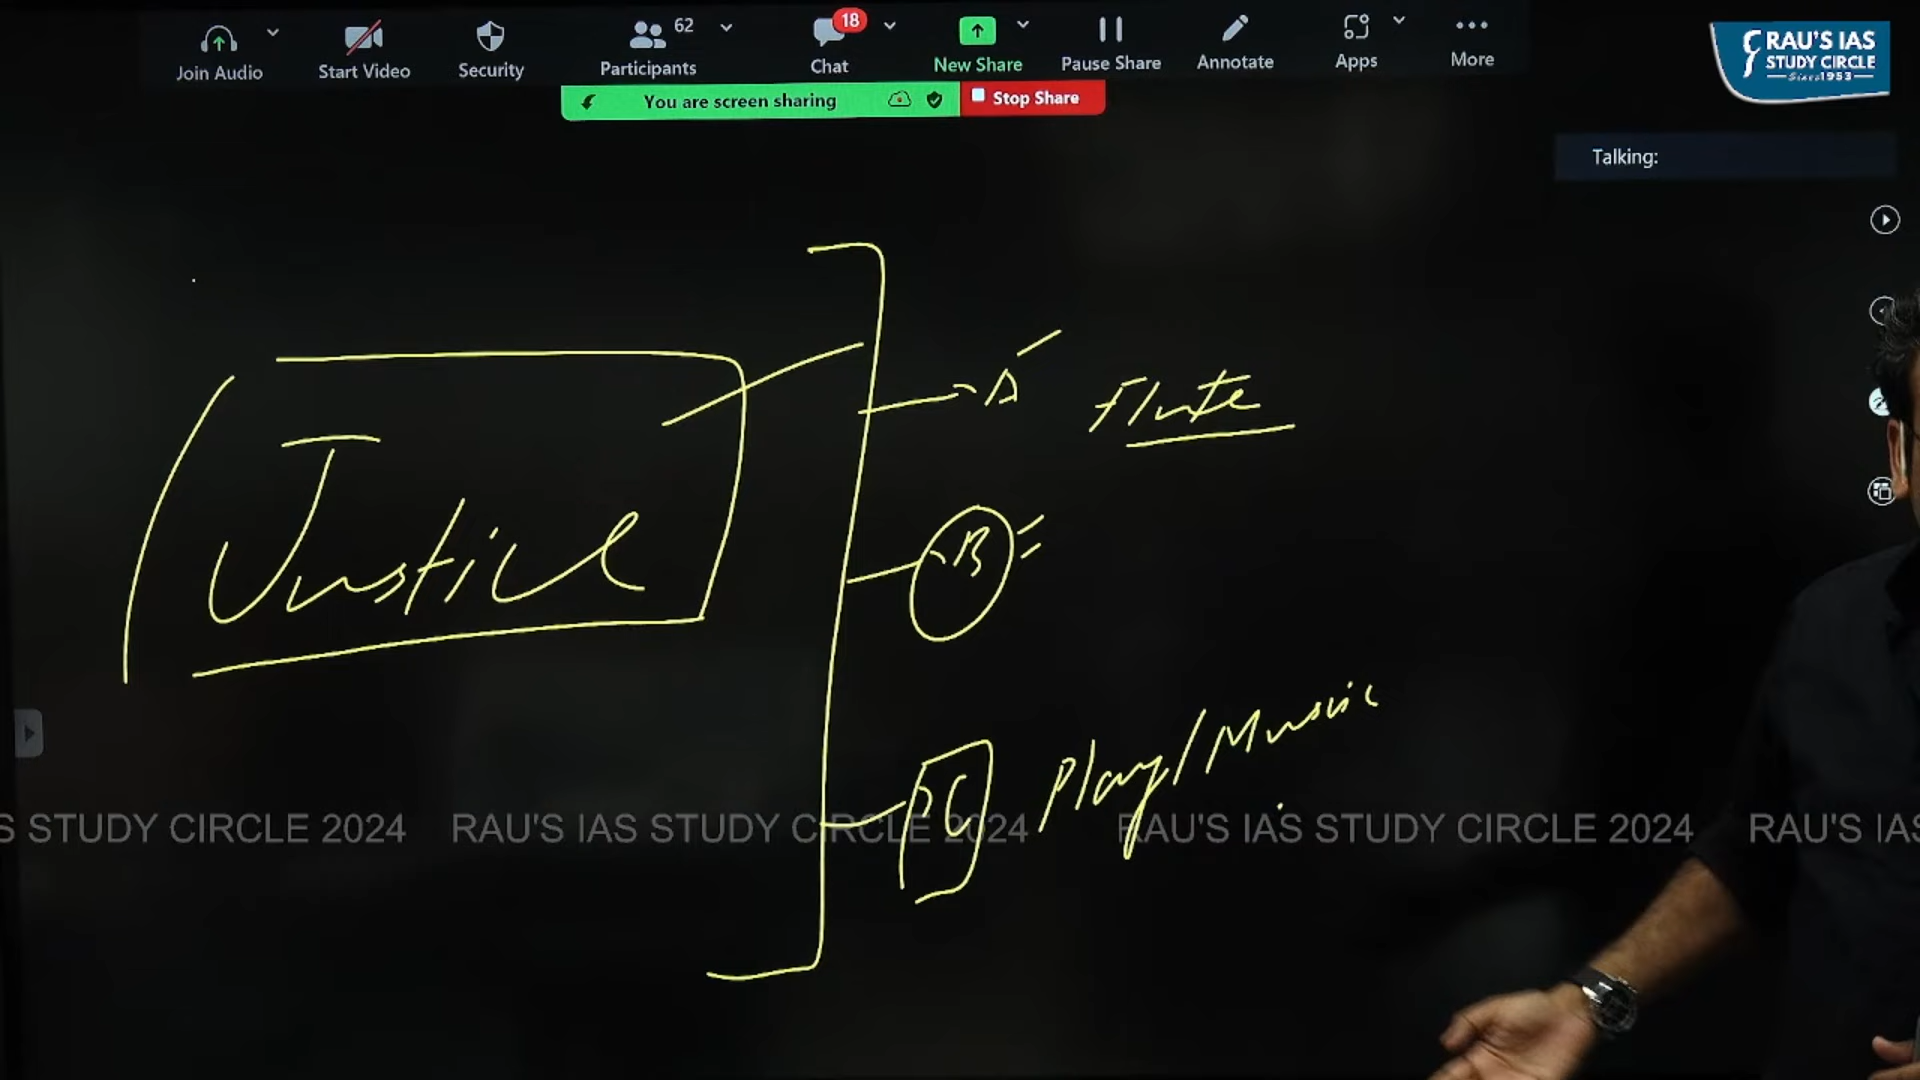 Join Audio
Start Video
Security
Participants
62
Chat
18
New Share
Pause Share
Annotate
Apps
More
You are screen sharing
Stop Share
RAU'S IAS
STUDY CIRCLE
Since 1953
Talking:
A Flute
Justice
B
C Play/Music
S STUDY CIRCLE 2024 RAU'S IAS STUDY CIRCLE 2024 RAU'S IAS STUDY CIRCLE 2024 RAU'S IAS